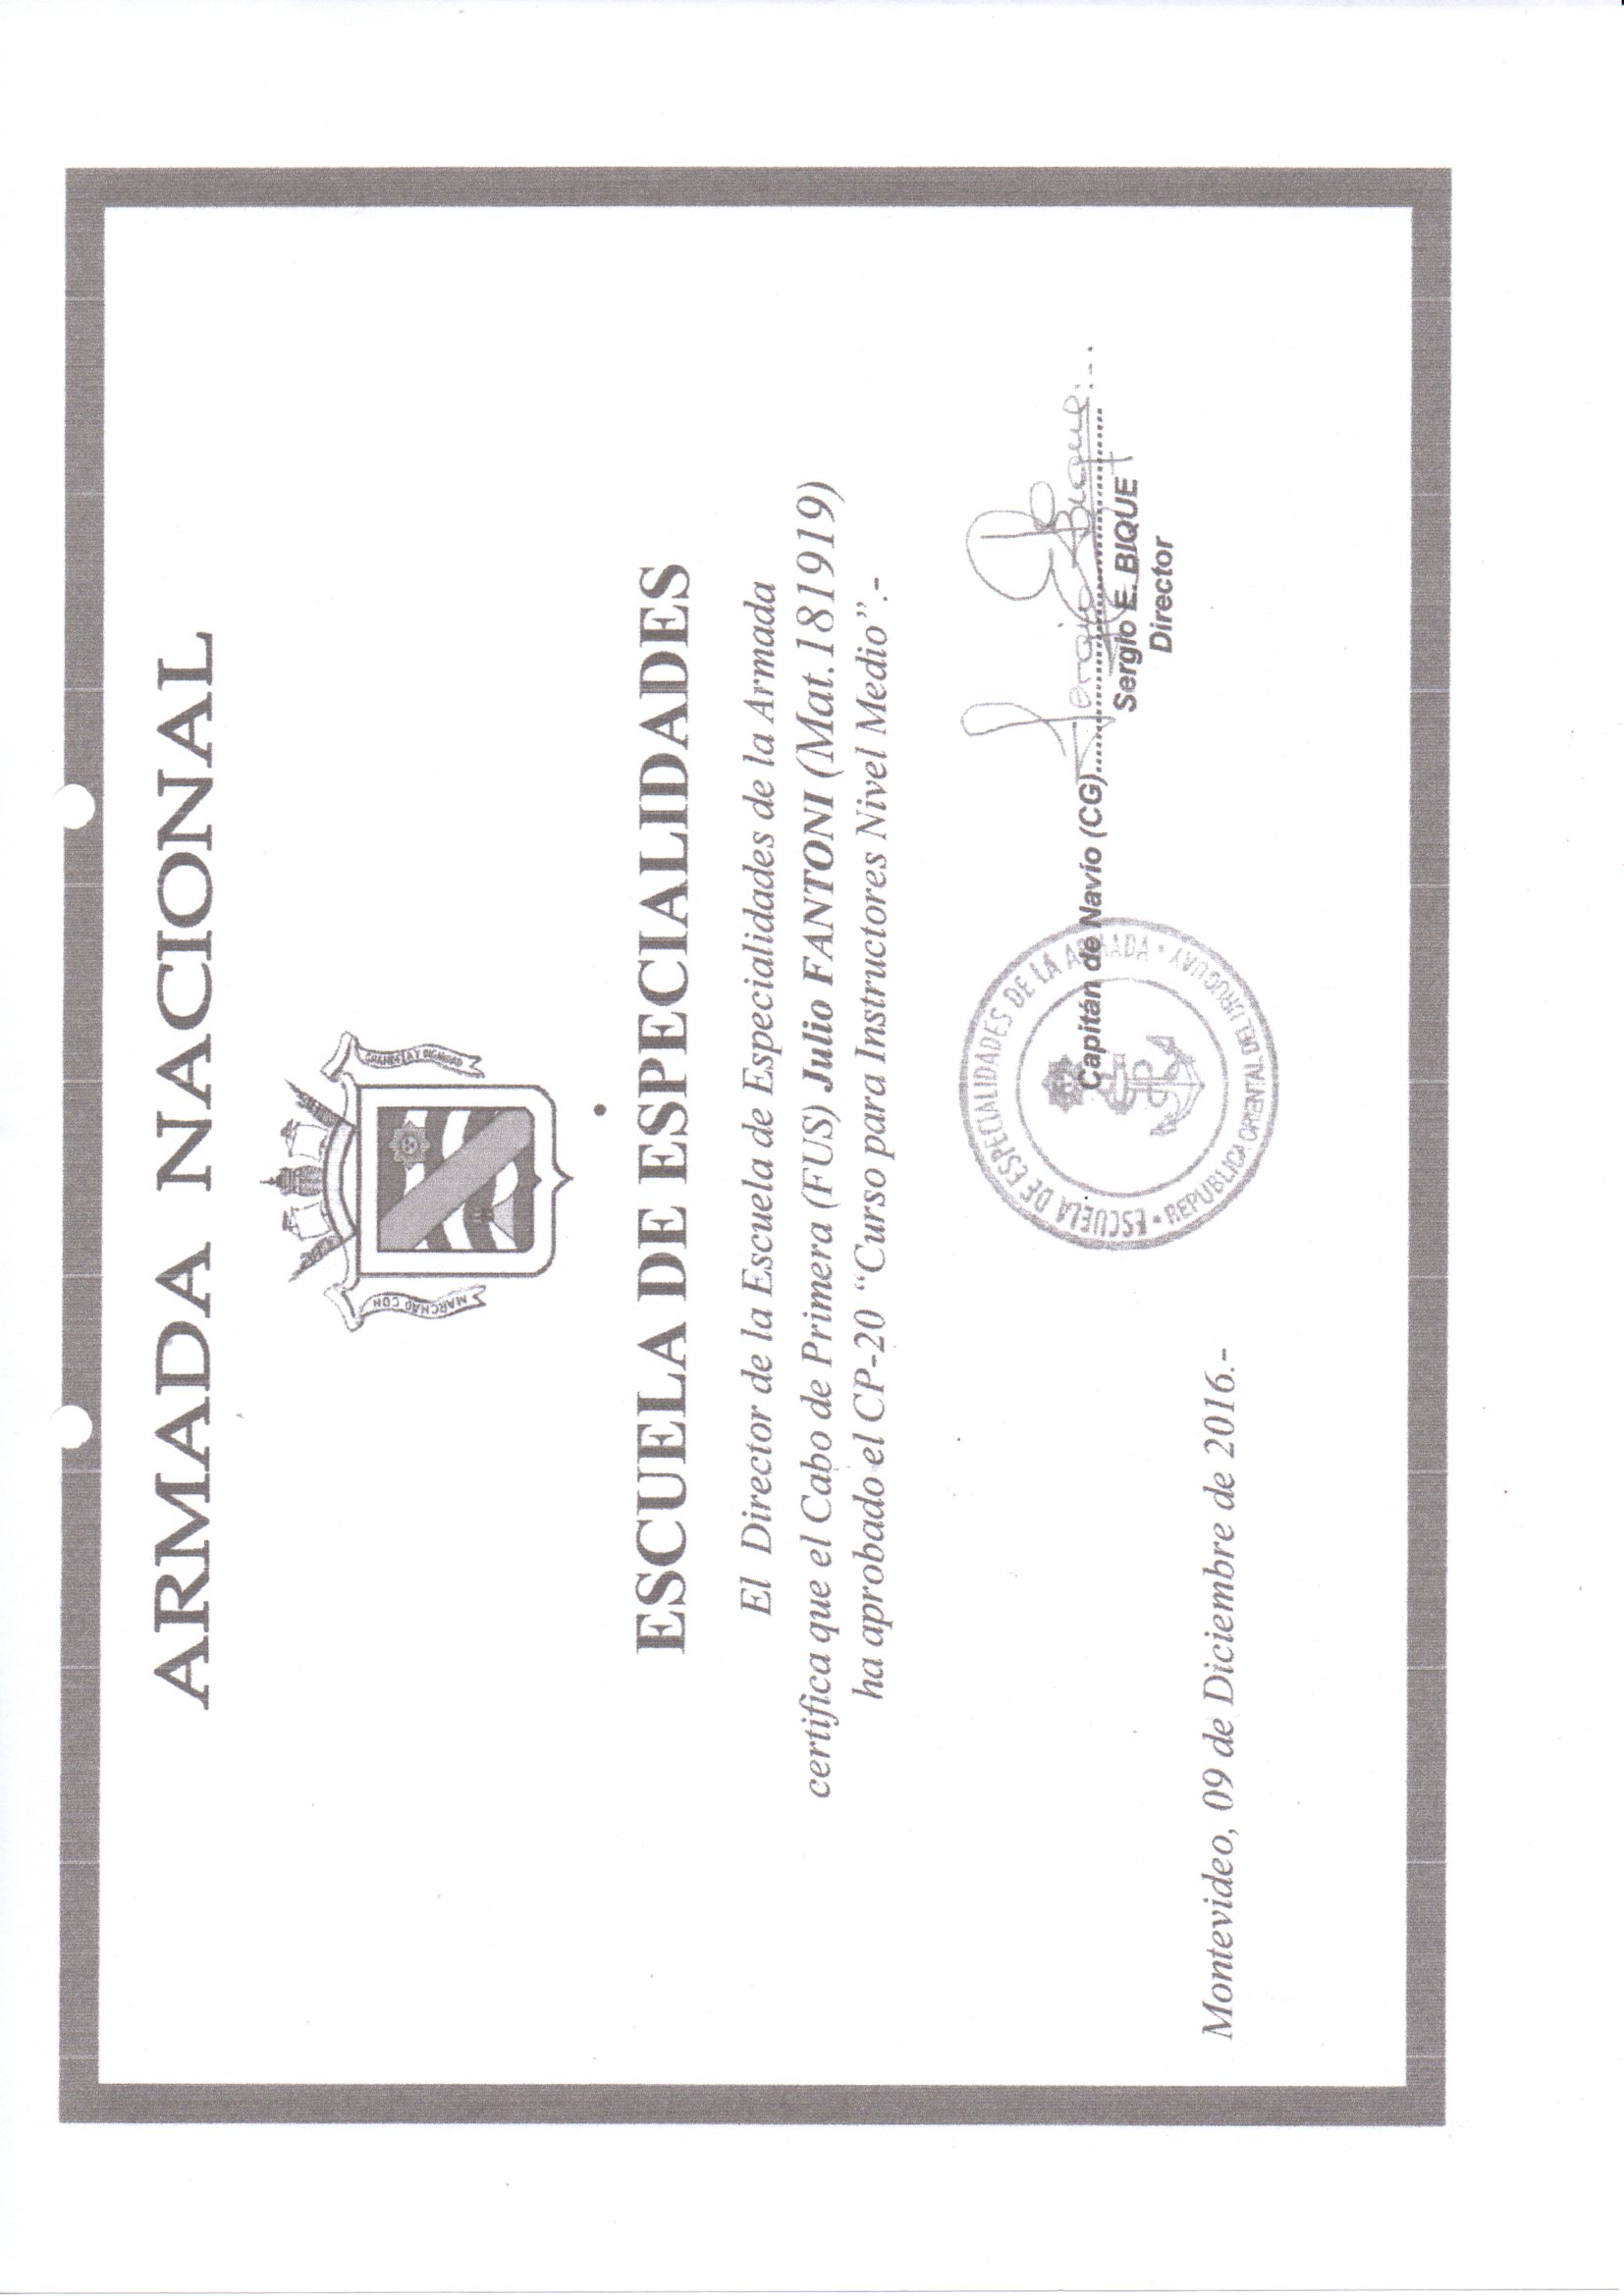 ARMADA NACIONAL
MARCHAD CON
ESCUELA DE ESPECIALIDADES
El Director de la Escuela de Especialidades de la Armada
certifica que el Cabo de Primera (FUS) Julio FANTONI (Mat.181919)
ha aprobado el CP-20 “Curso para Instructores Nivel Medio”.-
ESCUELA DE ESPECIALIDADES DE LA ARMADA
REPUBLICA ORIENTAL DEL URUGUAY
Sergio E Bique
Capitán de Navío (CG)..........................................
Sergio E. BIQUE
Director
Montevideo, 09 de Diciembre de 2016.-